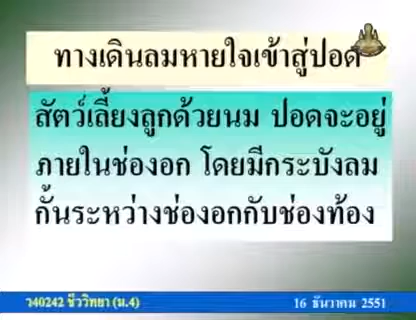 ทางเดินลมหายใจเข้าสู่ปอด
สัตว์เลี้ยงลูกด้วยนม ปอดจะอยู่
ภายในช่องอก โดยมีกระบังลม
กั้นระหว่างช่องอกกับช่องท้อง
ว40242 ชีววิทยา (ม.4)
16 ธันวาคม 2551